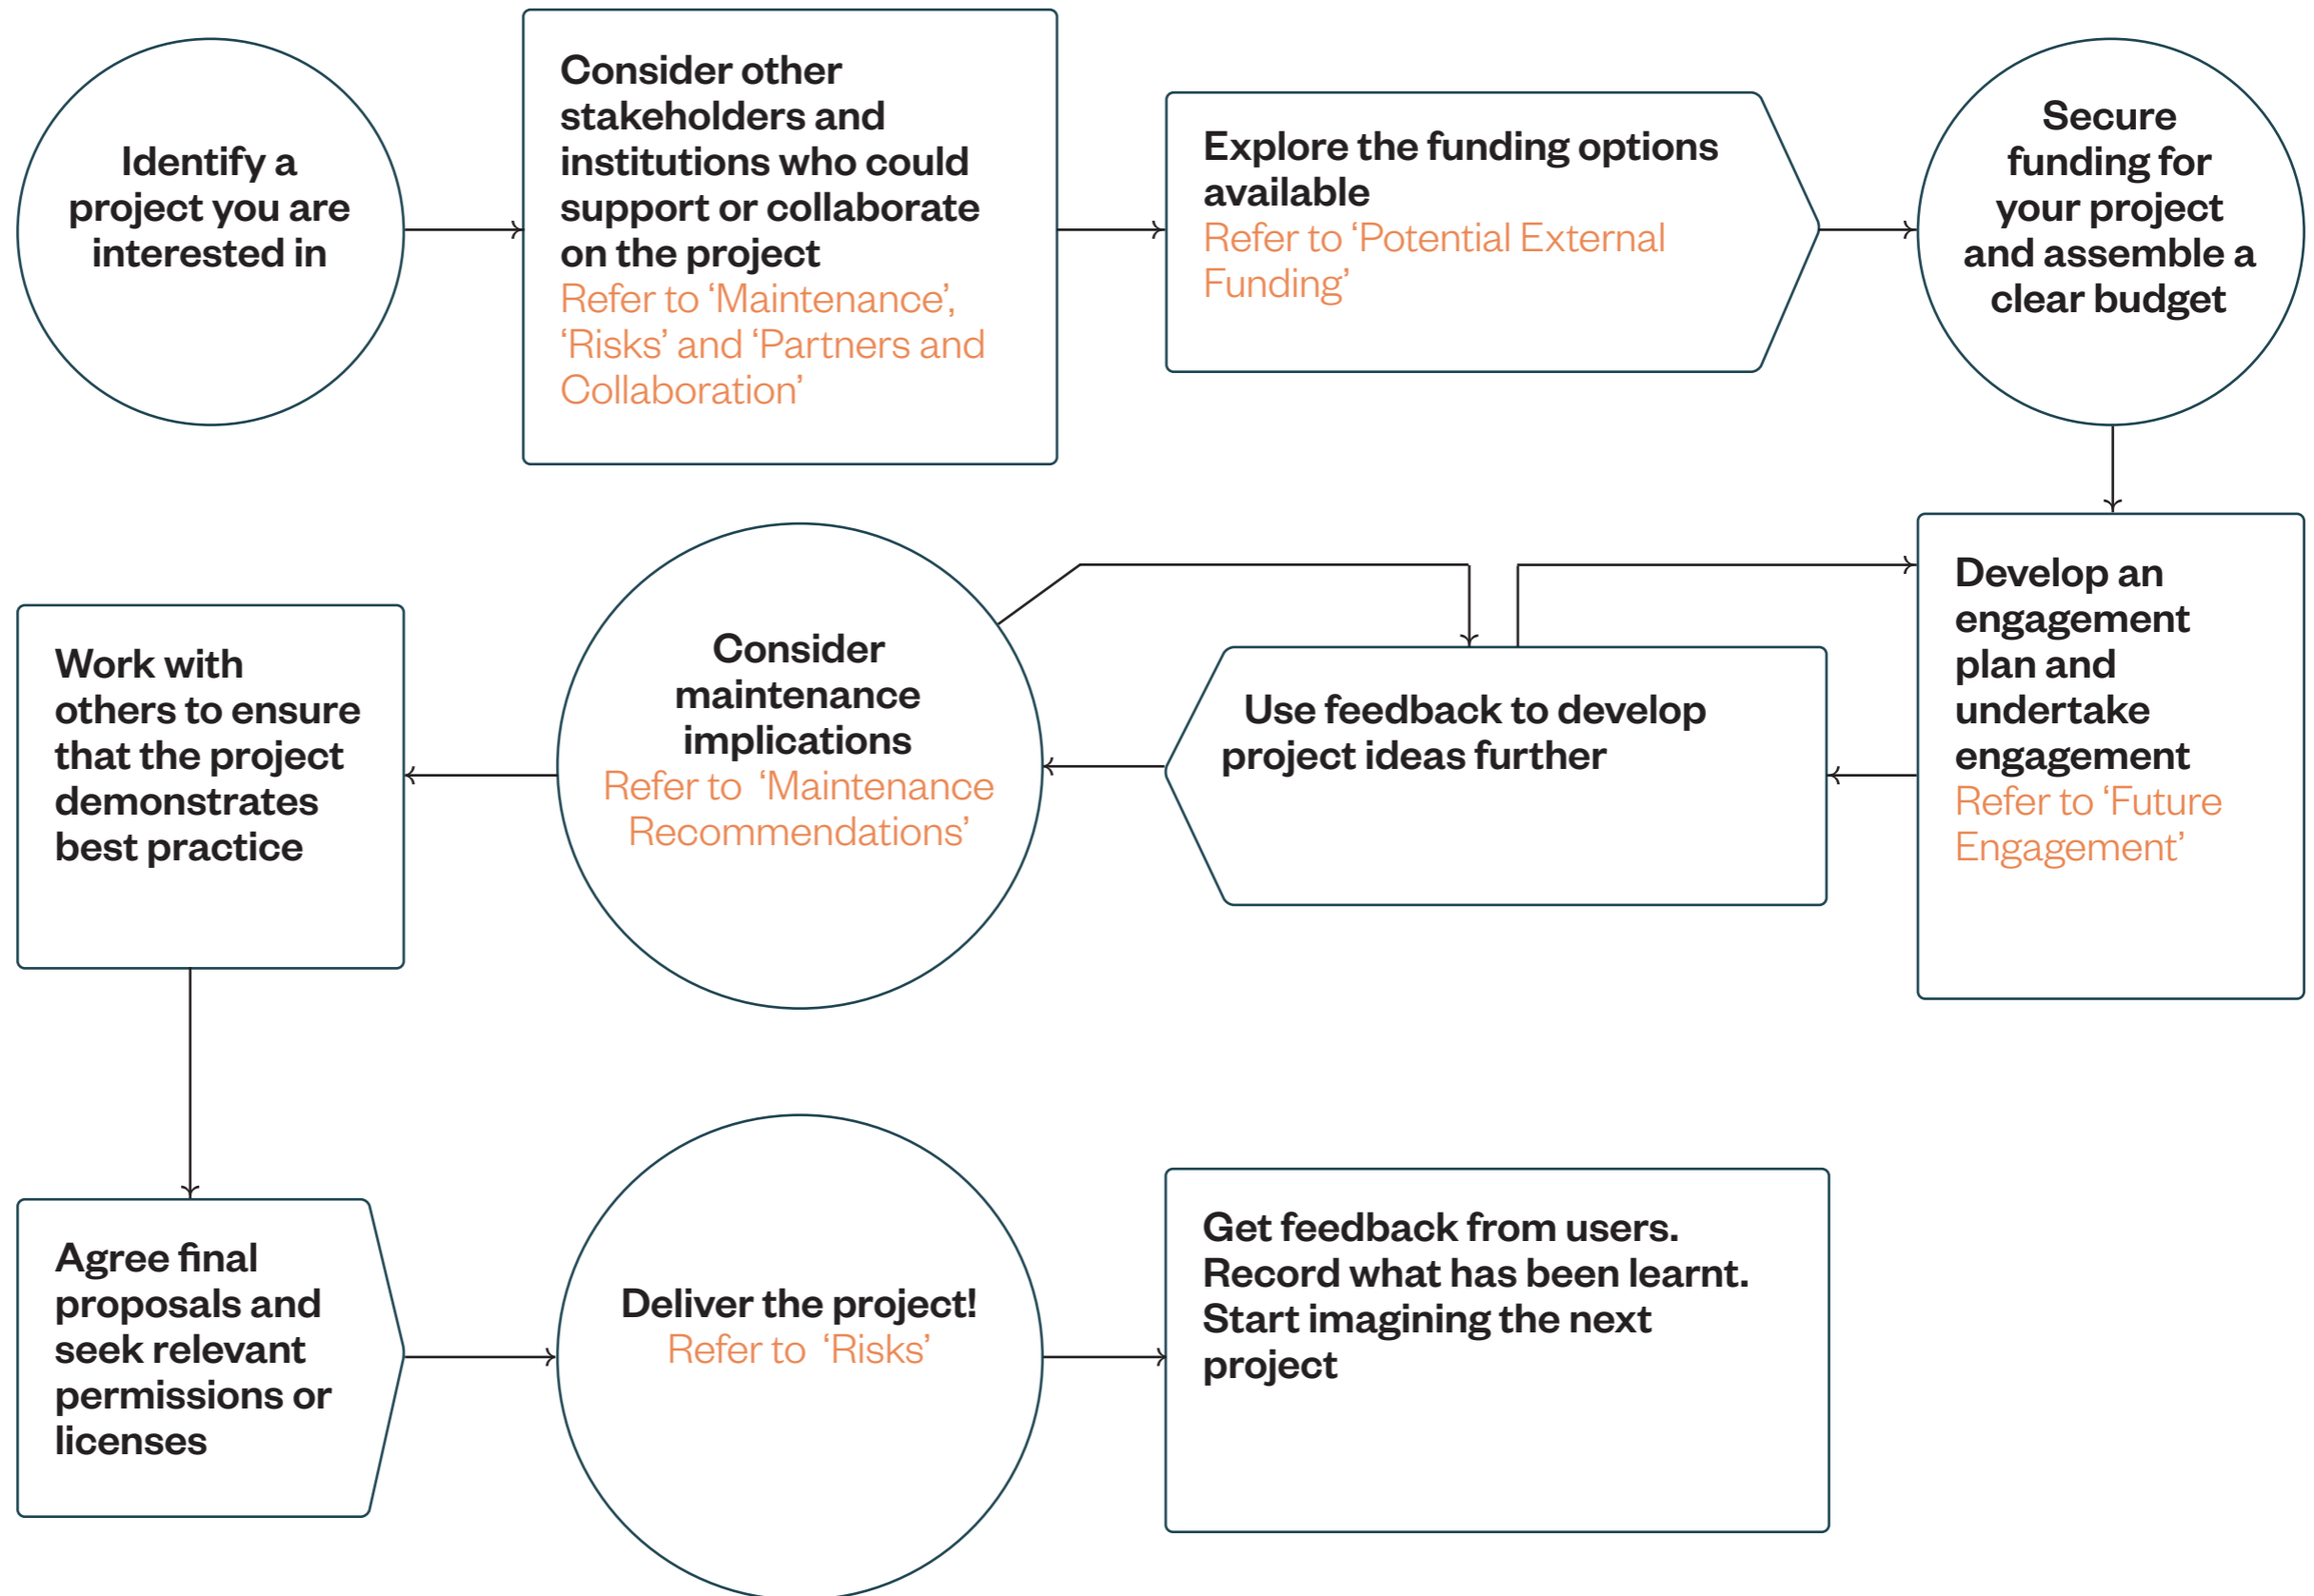 Identify a
project you are
interested in
Consider other
stakeholders and
institutions who could
support or collaborate
on the project
Refer to ‘Maintenance’,
‘Risks’ and ‘Partners and
Collaboration’
Explore the funding options
available
Refer to ‘Potential External
Funding’
Secure
funding for
your project
and assemble a
clear budget
Develop an
engagement
plan and
undertake
engagement
Refer to ‘Future
Engagement’
Use feedback to develop
project ideas further
Consider
maintenance
implications
Refer to ‘Maintenance
Recommendations’
Work with
others to ensure
that the project
demonstrates
best practice
Agree final
proposals and
seek relevant
permissions or
licenses
Deliver the project!
Refer to ‘Risks’
Get feedback from users.
Record what has been learnt.
Start imagining the next
project